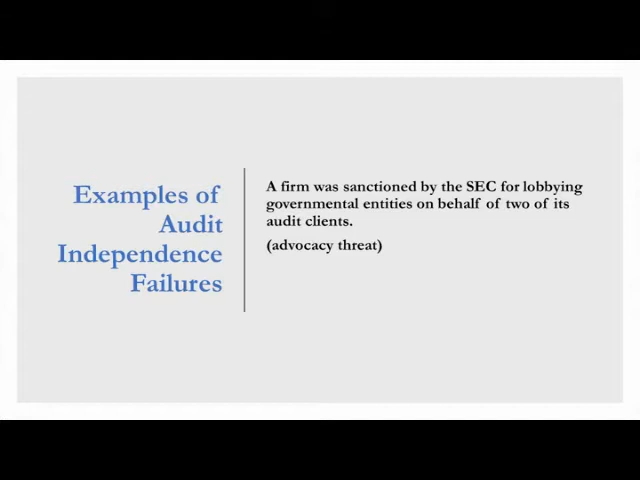 Examples of
Audit
Independence
Failures
A firm was sanctioned by the SEC for lobbying
governmental entities on behalf of two of its
audit clients.
(advocacy threat)